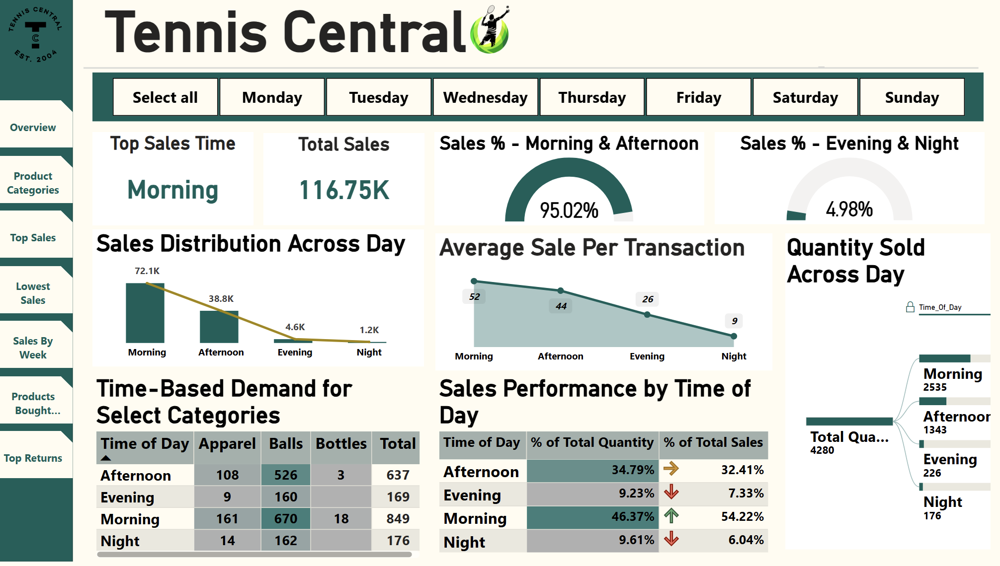 TENNIS CENTRAL
T
C
EST. 2004
Tennis Central
Select all
Monday
Tuesday
Wednesday
Thursday
Friday
Saturday
Sunday
Overview
Product
Categories
Top Sales
Lowest
Sales
Sales By
Week
Products
Bought...
Top Returns
Top Sales Time
Morning
Total Sales
116.75K
Sales % - Morning & Afternoon
95.02%
Sales % - Evening & Night
4.98%
Sales Distribution Across Day
72.1K
38.8K
4.6K
1.2K
Morning
Afternoon
Evening
Night
Average Sale Per Transaction
52
44
26
9
Morning
Afternoon
Evening
Night
Quantity Sold
Across Day
Time_Of_Day
Total Qua...
4280
Morning
2535
Afternoon
1343
Evening
226
Night
176
Time-Based Demand for
Select Categories
Time of Day Apparel Balls Bottles Total
Afternoon 108 526 3 637
Evening 9 160 169
Morning 161 670 18 849
Night 14 162 176
Sales Performance by Time of
Day
Time of Day % of Total Quantity % of Total Sales
Afternoon 34.79% 32.41%
Evening 9.23% 7.33%
Morning 46.37% 54.22%
Night 9.61% 6.04%